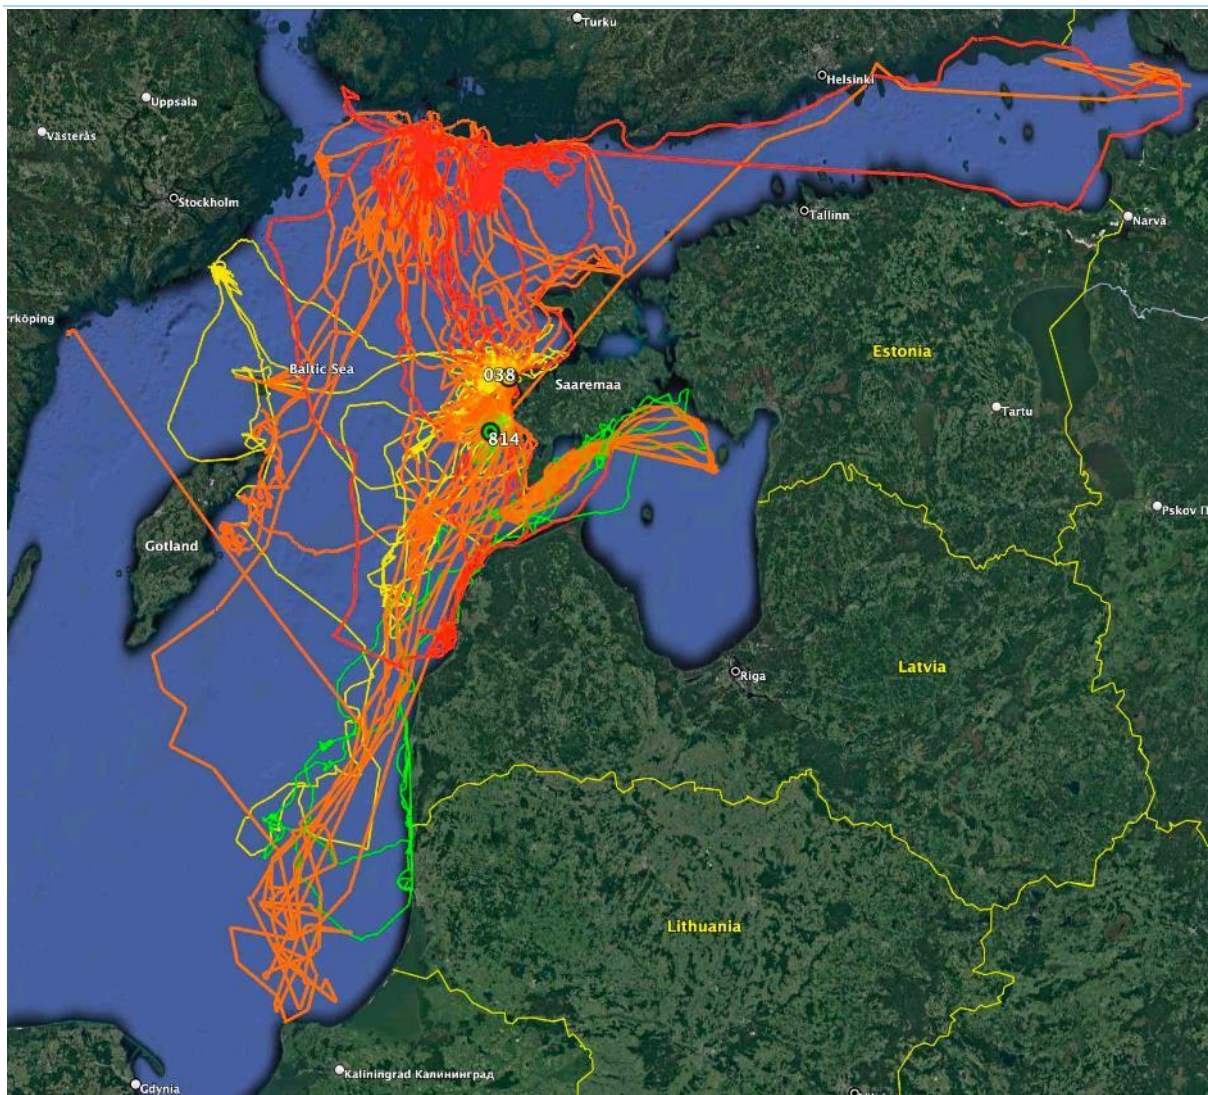 Turku
Helsinki
Uppsala
Västerås
Stockholm
Tallinn
Narva
rrköping
Baltic Sea
Estonia
038
Saaremaa
Tartu
814
Pskov
Gotland
Latvia
Riga
Lithuania
Kaliningrad Калининград
Gdynia